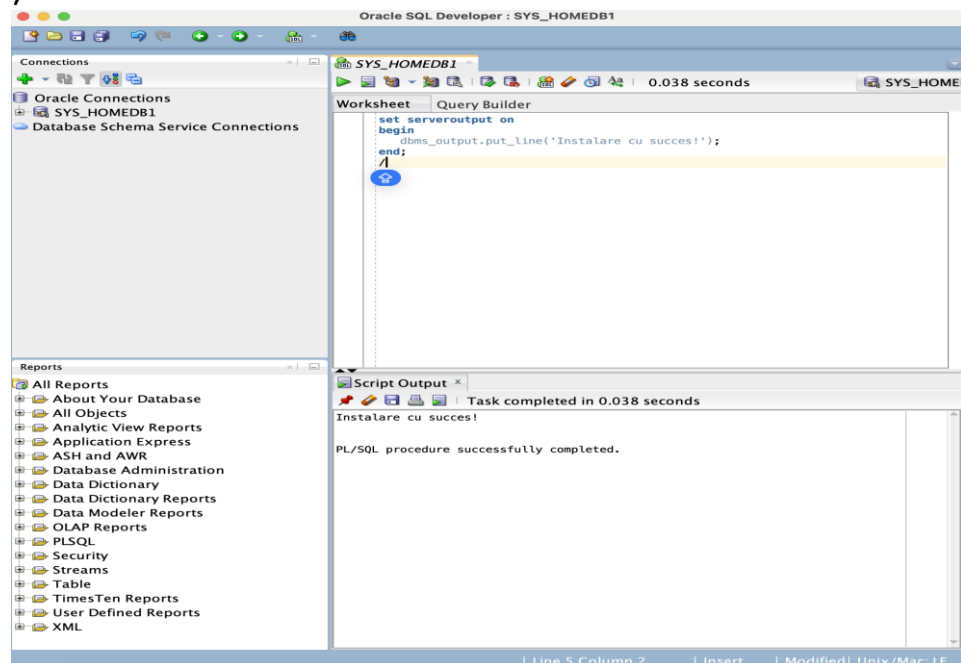 Oracle SQL Developer : SYS_HOMEDB1
Connections
Oracle Connections
SYS_HOMEDB1
Database Schema Service Connections
SYS_HOMEDB1
0.038 seconds
SYS_HOME
Worksheet Query Builder
set serveroutput on
begin
dbms_output.put_line('Instalare cu succes!');
end;
/
Reports
All Reports
About Your Database
All Objects
Analytic View Reports
Application Express
ASH and AWR
Database Administration
Data Dictionary
Data Dictionary Reports
Data Modeler Reports
OLAP Reports
PLSQL
Security
Streams
Table
TimesTen Reports
User Defined Reports
XML
Script Output
Task completed in 0.038 seconds
Instalare cu succes!
PL/SQL procedure successfully completed.
Line 5 Column 2 | Insert | Modified | Unix/Mac: LF